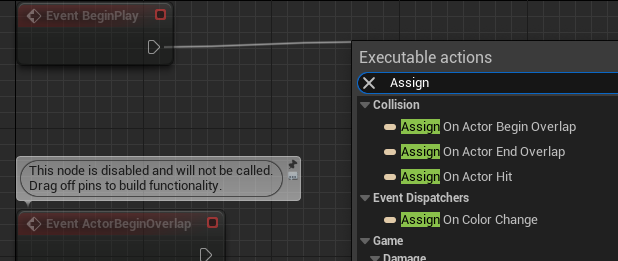 Event BeginPlay
Executable actions
Assign
Collision
Assign On Actor Begin Overlap
Assign On Actor End Overlap
Assign On Actor Hit
This node is disabled and will not be called.
Drag off pins to build functionality.
Event Dispatchers
Assign On Color Change
Event ActorBeginOverlap
Game
Damage